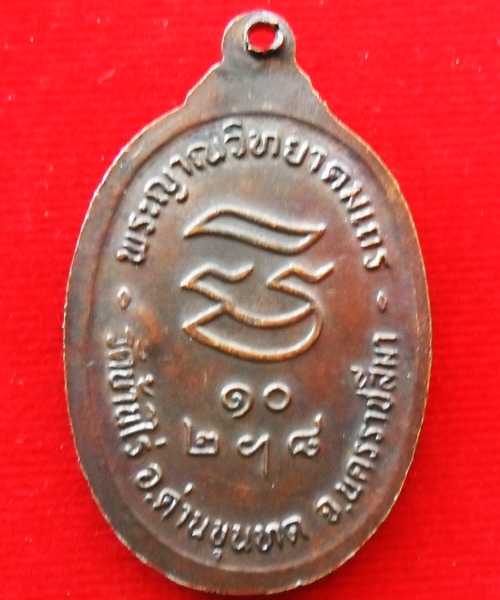 พระญาณวิทยาคมเถร
๑๐
๒ ฯ ๘
วัดบ้านไร่ อ.ด่านขุนทด จ.นครราชสีมา